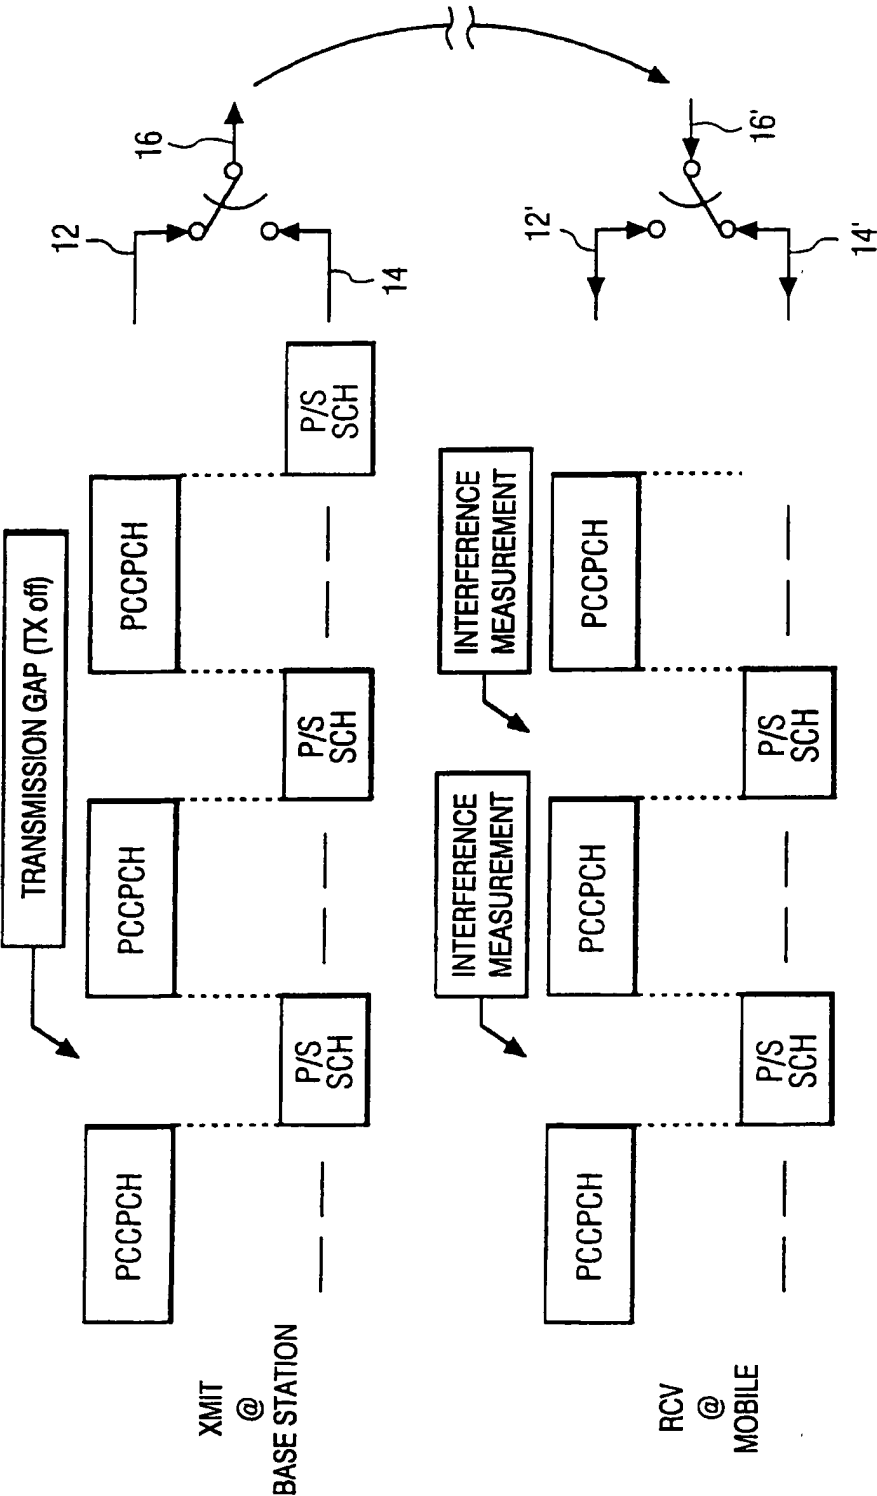 TRANSMISSION GAP (TX off)
XMIT
@
BASE STATION
PCCPCH
PCCPCH
PCCPCH
P/S
SCH
P/S
SCH
P/S
SCH
12
14
16
INTERFERENCE
MEASUREMENT
INTERFERENCE
MEASUREMENT
RCV
@
MOBILE
PCCPCH
PCCPCH
PCCPCH
P/S
SCH
P/S
SCH
12'
14'
16'